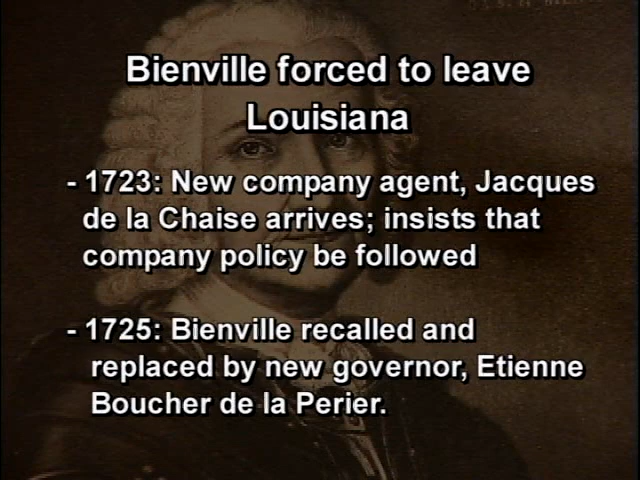 Bienville forced to leave
Louisiana
- 1723: New company agent, Jacques
de la Chaise arrives; insists that
company policy be followed
- 1725: Bienville recalled and
replaced by new governor, Etienne
Boucher de la Perier.